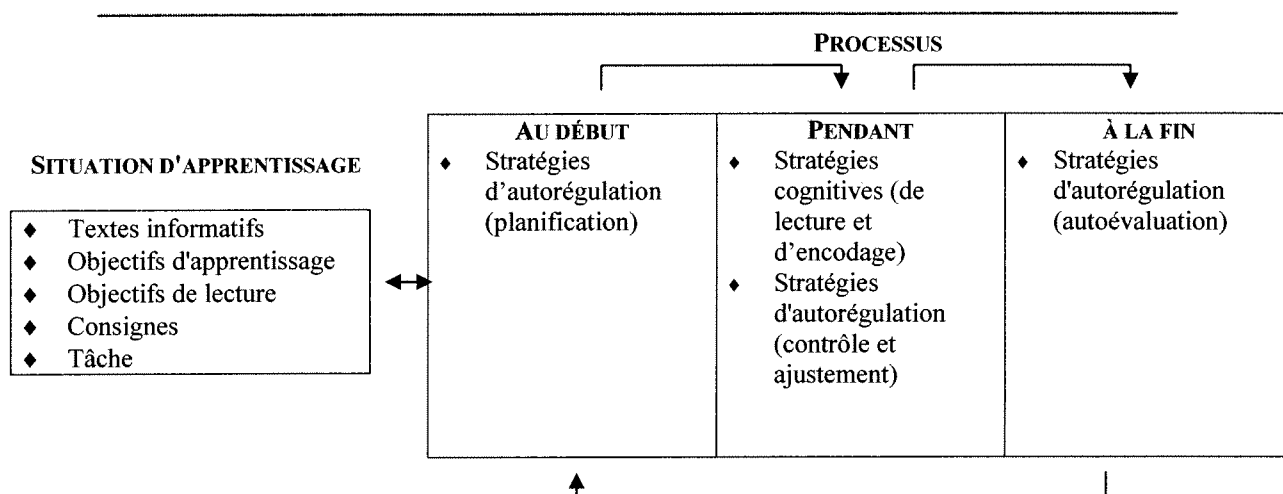 PROCESSUS
SITUATION D'APPRENTISSAGE
♦ Textes informatifs
♦ Objectifs d'apprentissage
♦ Objectifs de lecture
♦ Consignes
♦ Tâche
AU DÉBUT
♦ Stratégies
d’autorégulation
(planification)
PENDANT
♦ Stratégies
cognitives (de
lecture et
d’encodage)
♦ Stratégies
d'autorégulation
(contrôle et
ajustement)
À LA FIN
♦ Stratégies
d'autorégulation
(autoévaluation)